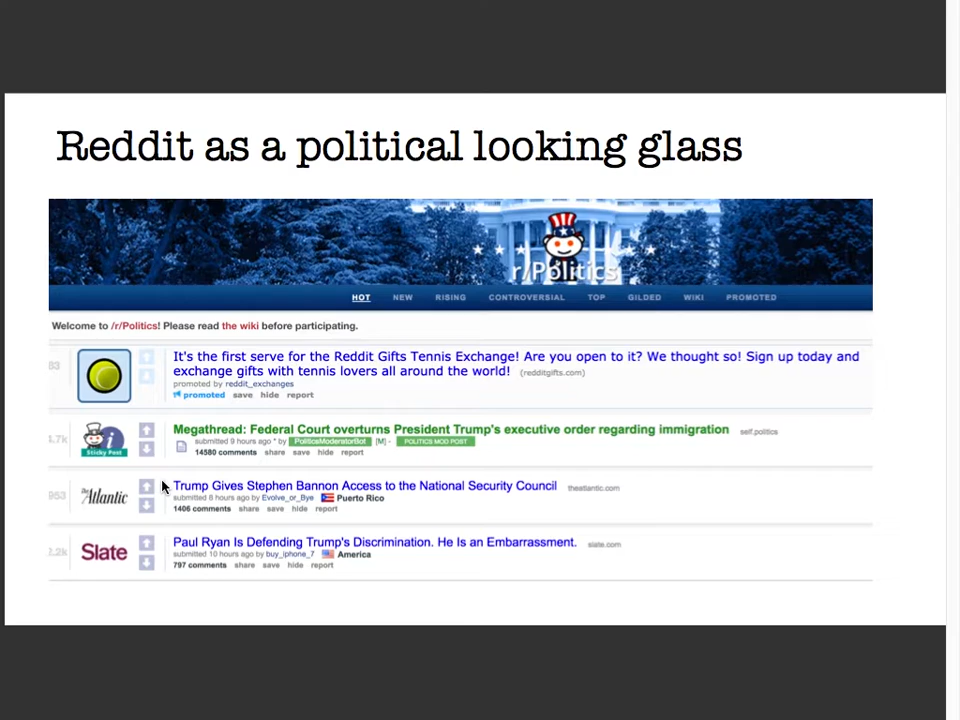 Reddit as a political looking glass
r/Politics
HOT NEW RISING CONTROVERSIAL TOP GILDED WIKI PROMOTED
Welcome to /r/Politics! Please read the wiki before participating.
It's the first serve for the Reddit Gifts Tennis Exchange! Are you open to it? We thought so! Sign up today and
exchange gifts with tennis lovers all around the world! (redditgifts.com)
promoted by reddit_exchanges
promoted save hide report
4.7k
Sticky Post
Megathread: Federal Court overturns President Trump's executive order regarding immigration self.politics
submitted 9 hours ago * by PoliticsModeratorBot [M] - POLITICS MOD POST
14580 comments share save hide report
953
The Atlantic
Trump Gives Stephen Bannon Access to the National Security Council theatlantic.com
submitted 8 hours ago by Evolve_or_Bye Puerto Rico
1406 comments share save hide report
Slate
Paul Ryan Is Defending Trump's Discrimination. He Is an Embarrassment. slate.com
submitted 10 hours ago by buy_iphone_7 America
797 comments share save hide report